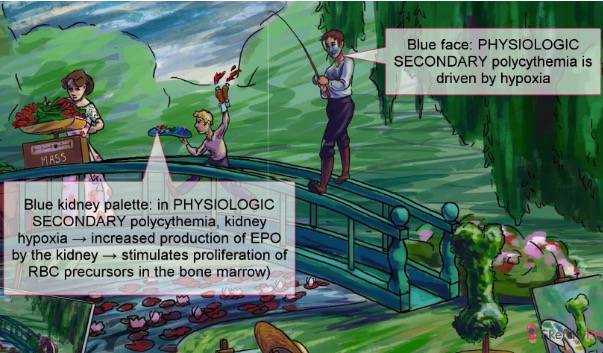 Blue face: PHYSIOLOGIC
SECONDARY polycythemia is
driven by hypoxia
MASS
Blue kidney palette: in PHYSIOLOGIC
SECONDARY polycythemia, kidney
hypoxia → increased production of EPO
by the kidney → stimulates proliferation of
RBC precursors in the bone marrow)